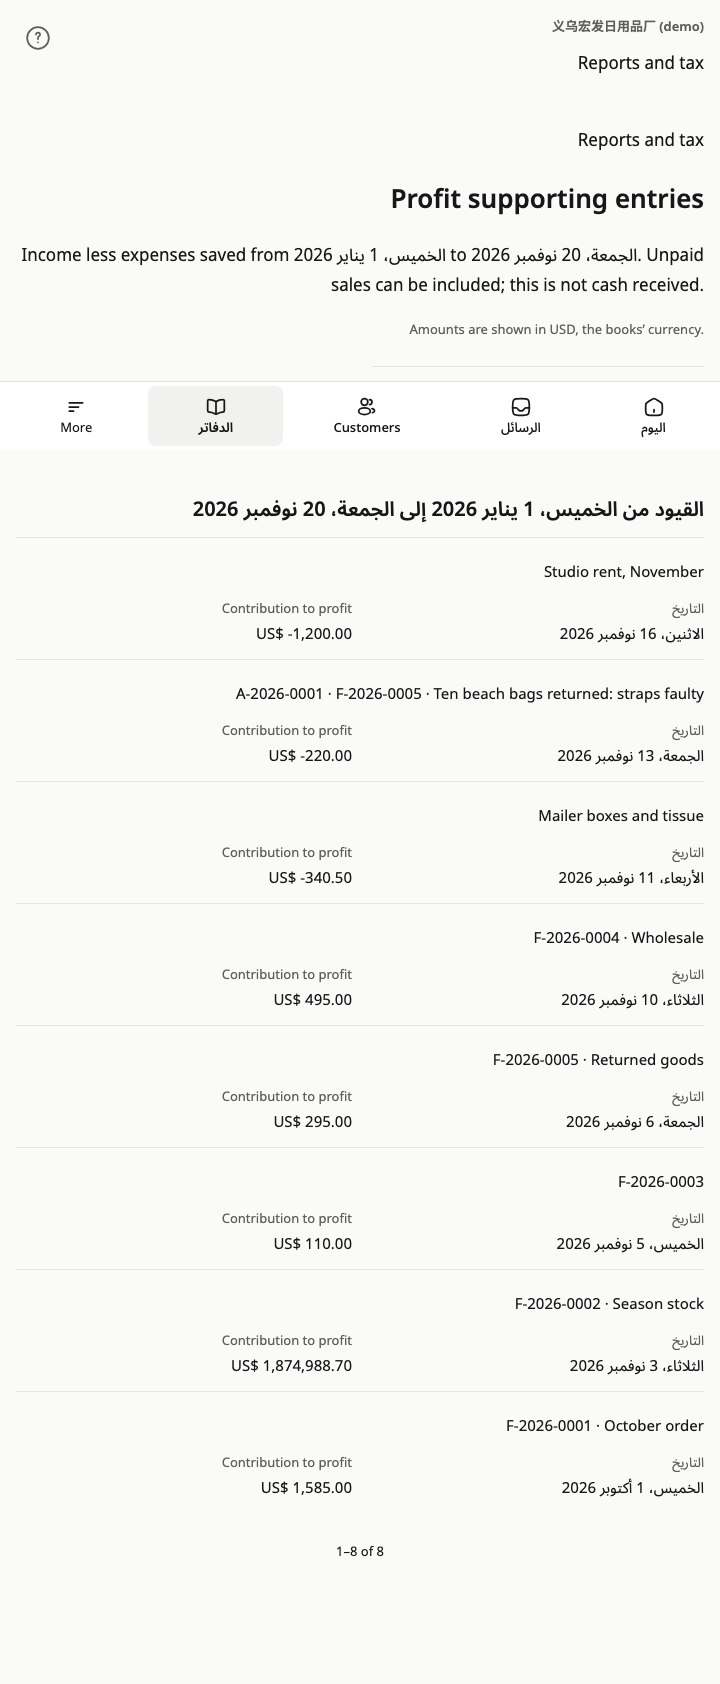 义乌宏发日用品厂 (demo)
Reports and tax
Reports and tax
Profit supporting entries
Income less expenses saved from الخميس، 1 يناير 2026 to الجمعة، 20 نوفمبر 2026. Unpaid
sales can be included; this is not cash received.
Amounts are shown in USD, the books’ currency.
اليوم
الرسائل
Customers
الدفاتر
More
القيود من الخميس، 1 يناير 2026 إلى الجمعة، 20 نوفمبر 2026
Studio rent, November
التاريخ
الاثنين، 16 نوفمبر 2026
Contribution to profit
US$ -1,200.00
A-2026-0001 · F-2026-0005 · Ten beach bags returned: straps faulty
التاريخ
الجمعة، 13 نوفمبر 2026
Contribution to profit
US$ -220.00
Mailer boxes and tissue
التاريخ
الأربعاء، 11 نوفمبر 2026
Contribution to profit
US$ -340.50
F-2026-0004 · Wholesale
التاريخ
الثلاثاء، 10 نوفمبر 2026
Contribution to profit
US$ 495.00
F-2026-0005 · Returned goods
التاريخ
الجمعة، 6 نوفمبر 2026
Contribution to profit
US$ 295.00
F-2026-0003
التاريخ
الخميس، 5 نوفمبر 2026
Contribution to profit
US$ 110.00
F-2026-0002 · Season stock
التاريخ
الثلاثاء، 3 نوفمبر 2026
Contribution to profit
US$ 1,874,988.70
F-2026-0001 · October order
التاريخ
الخميس، 1 أكتوبر 2026
Contribution to profit
US$ 1,585.00
1–8 of 8